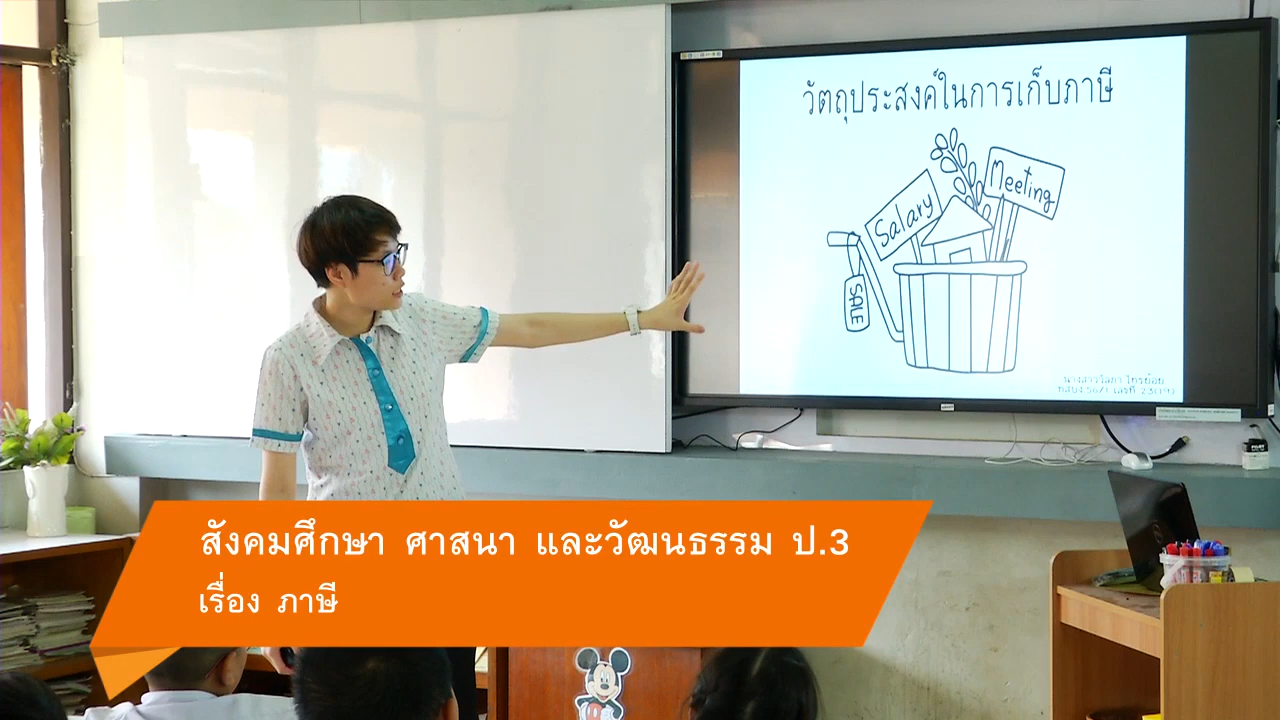 วัตถุประสงค์ในการเก็บภาษี
Meeting
Salary
SALE
สังคมศึกษา ศาสนา และวัฒนธรรม ป.3
เรื่อง ภาษี